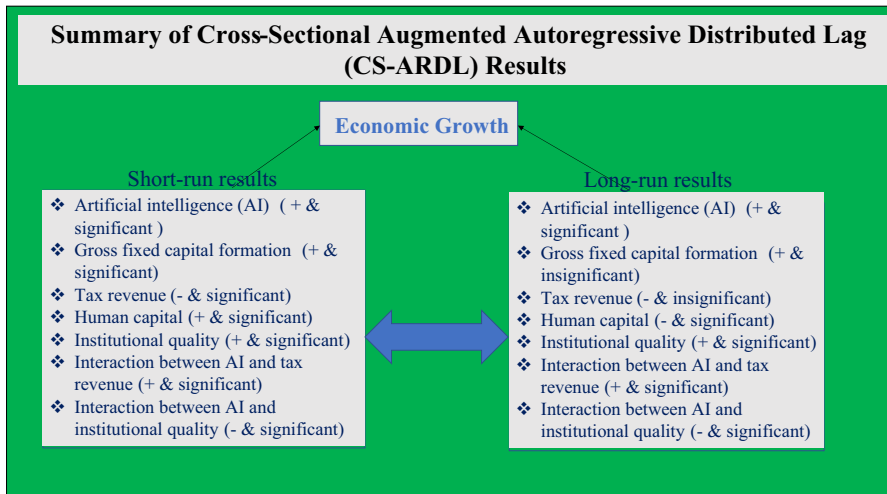 Summary of Cross-Sectional Augmented Autoregressive Distributed Lag
(CS-ARDL) Results
Economic Growth
Short-run results
❖ Artificial intelligence (AI) ( + &
significant )
❖ Gross fixed capital formation (+ &
significant)
❖ Tax revenue (- & significant)
❖ Human capital (+ & significant)
❖ Institutional quality (+ & significant)
❖ Interaction between AI and tax
revenue (+ & significant)
❖ Interaction between AI and
institutional quality (- & significant)
Long-run results
❖ Artificial intelligence (AI) (+ &
significant )
❖ Gross fixed capital formation (+ &
insignificant)
❖ Tax revenue (- & insignificant)
❖ Human capital (- & significant)
❖ Institutional quality (+ & significant)
❖ Interaction between AI and tax
revenue (+ & significant)
❖ Interaction between AI and
institutional quality (- & significant)